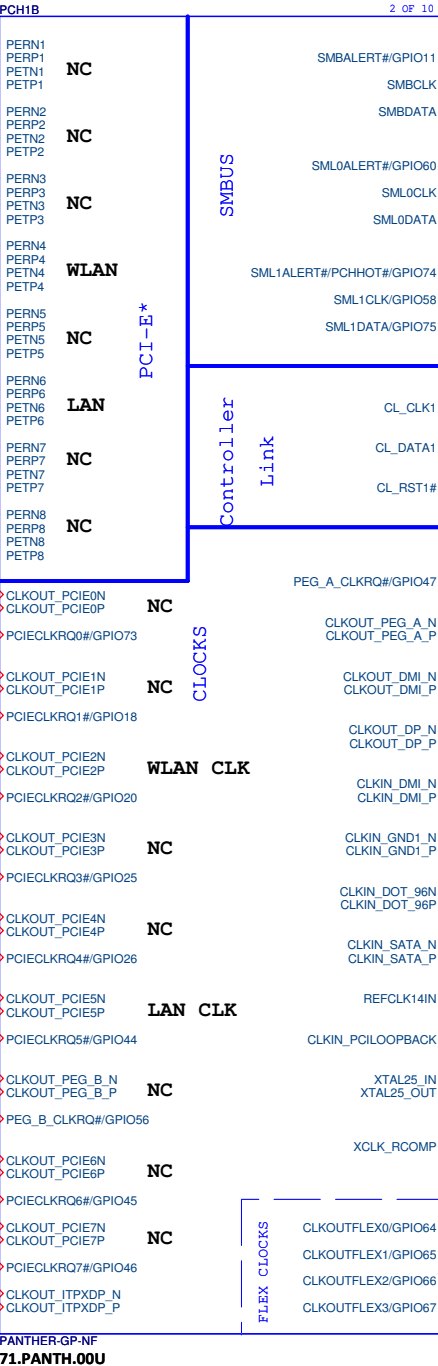 PCH1B
2 OF 10
PERN1
PERP1
PETN1
PETP1
NC
PERN2
PERP2
PETN2
PETP2
NC
PERN3
PERP3
PETN3
PETP3
NC
PERN4
PERP4
PETN4
PETP4
WLAN
PERN5
PERP5
PETN5
PETP5
NC
PERN6
PERP6
PETN6
PETP6
LAN
PERN7
PERP7
PETN7
PETP7
NC
PERN8
PERP8
PETN8
PETP8
NC
PCI-E*
SMBUS
SMBALERT#/GPIO11
SMBCLK
SMBDATA
SML0ALERT#/GPIO60
SML0CLK
SML0DATA
SML1ALERT#/PCHHOT#/GPIO74
SML1CLK/GPIO58
SML1DATA/GPIO75
Controller
Link
CL_CLK1
CL_DATA1
CL_RST1#
CLKOUT_PCIE0N
CLKOUT_PCIE0P
NC
PCIECLKRQ0#/GPIO73
CLKOUT_PCIE1N
CLKOUT_PCIE1P
NC
PCIECLKRQ1#/GPIO18
CLKOUT_PCIE2N
CLKOUT_PCIE2P
WLAN CLK
PCIECLKRQ2#/GPIO20
CLKOUT_PCIE3N
CLKOUT_PCIE3P
NC
PCIECLKRQ3#/GPIO25
CLKOUT_PCIE4N
CLKOUT_PCIE4P
NC
PCIECLKRQ4#/GPIO26
CLKOUT_PCIE5N
CLKOUT_PCIE5P
LAN CLK
PCIECLKRQ5#/GPIO44
CLKOUT_PEG_B_N
CLKOUT_PEG_B_P
NC
PEG_B_CLKRQ#/GPIO56
CLKOUT_PCIE6N
CLKOUT_PCIE6P
NC
PCIECLKRQ6#/GPIO45
CLKOUT_PCIE7N
CLKOUT_PCIE7P
NC
PCIECLKRQ7#/GPIO46
CLKOUT_ITPXDP_N
CLKOUT_ITPXDP_P
CLOCKS
PEG_A_CLKRQ#/GPIO47
CLKOUT_PEG_A_N
CLKOUT_PEG_A_P
CLKOUT_DMI_N
CLKOUT_DMI_P
CLKOUT_DP_N
CLKOUT_DP_P
CLKIN_DMI_N
CLKIN_DMI_P
CLKIN_GND1_N
CLKIN_GND1_P
CLKIN_DOT_96N
CLKIN_DOT_96P
CLKIN_SATA_N
CLKIN_SATA_P
REFCLK14IN
CLKIN_PCILOOPBACK
XTAL25_IN
XTAL25_OUT
XCLK_RCOMP
FLEX CLOCKS
CLKOUTFLEX0/GPIO64
CLKOUTFLEX1/GPIO65
CLKOUTFLEX2/GPIO66
CLKOUTFLEX3/GPIO67
PANTHER-GP-NF
71.PANTH.00U